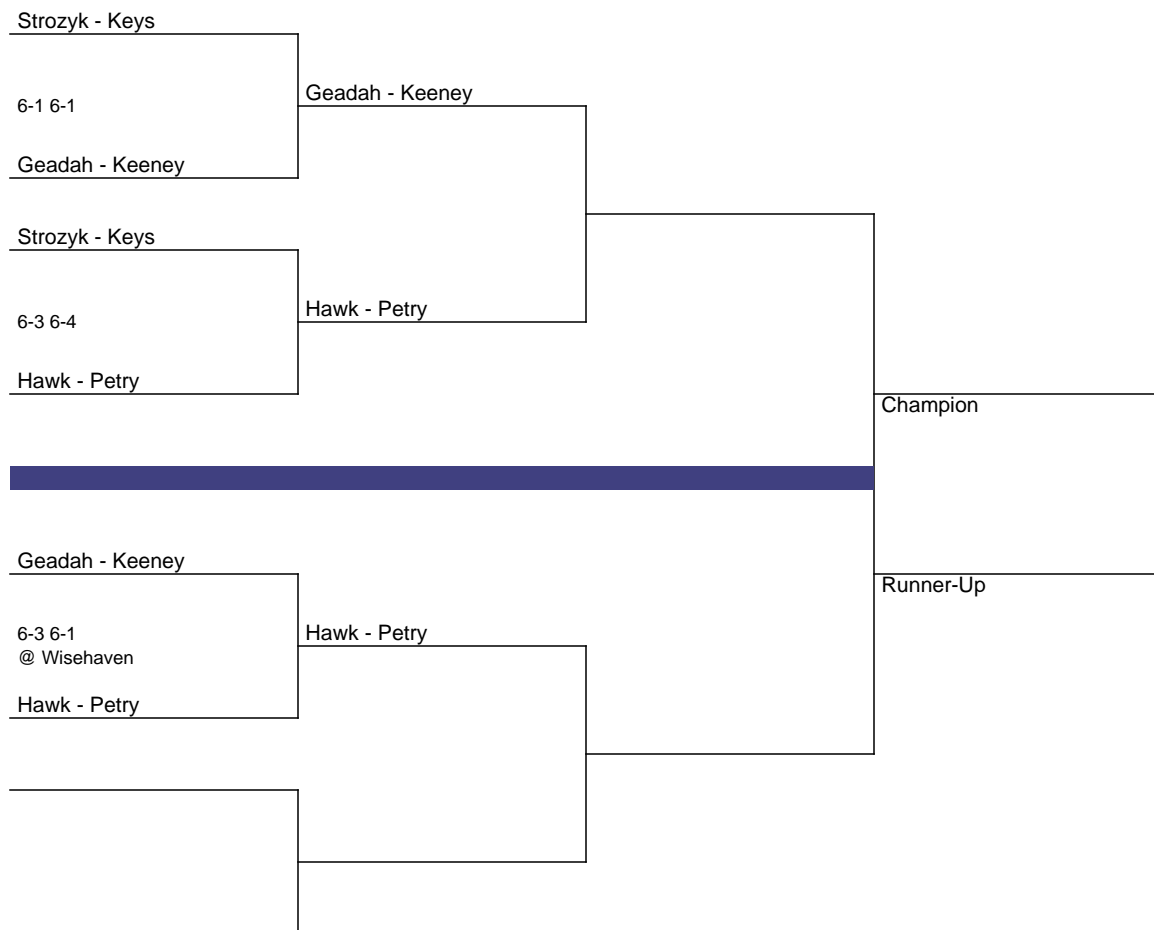 Strozyk - Keys
6-1 6-1
Geadah - Keeney
Geadah - Keeney
Strozyk - Keys
6-3 6-4
Hawk - Petry
Hawk - Petry
Champion
Geadah - Keeney
Runner-Up
6-3 6-1
@ Wisehaven
Hawk - Petry
Hawk - Petry